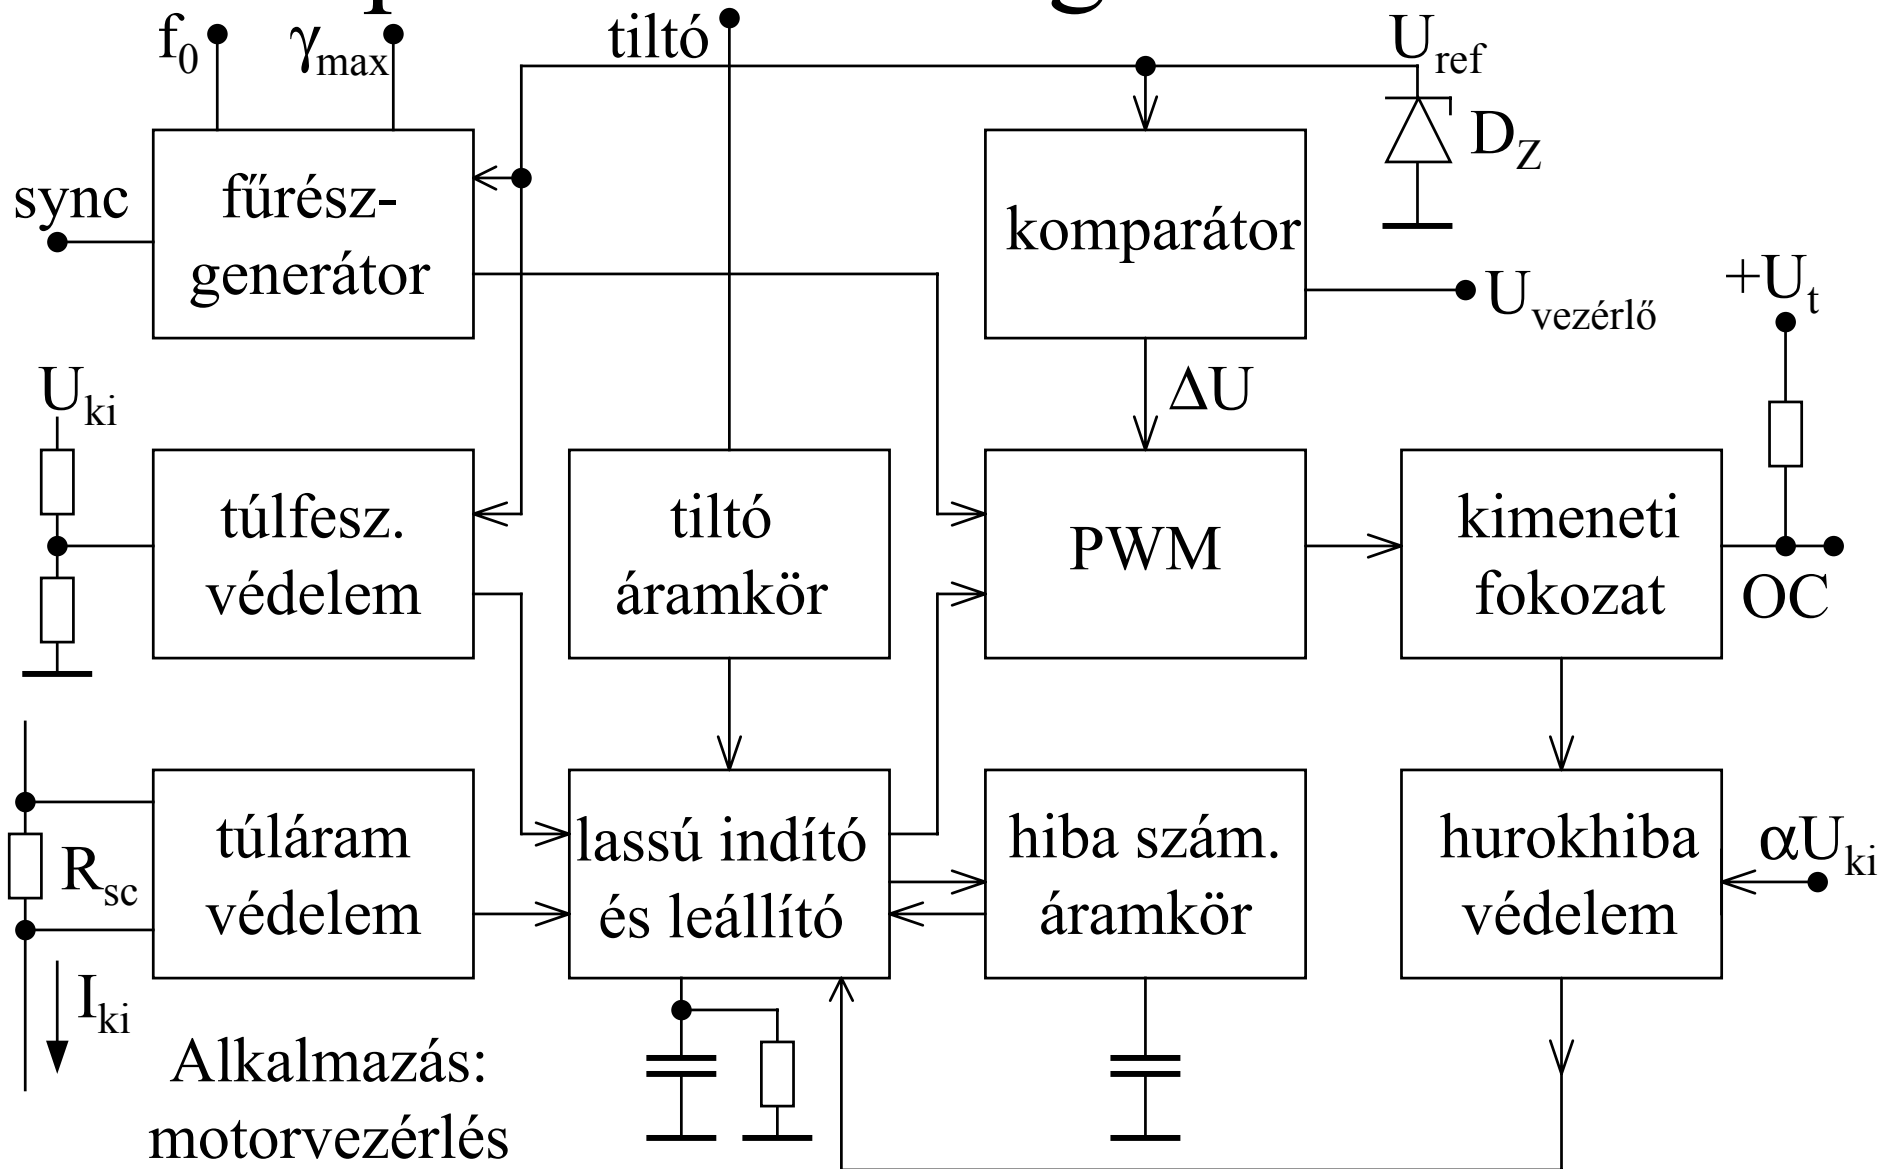 f₀
γmax
tiltó
Uref
DZ
sync
fűrész-
generátor
komparátor
Uvezérlő
+Ut
ΔU
Uki
túlfesz.
védelem
tiltó
áramkör
PWM
kimeneti
fokozat
OC
túláram
védelem
lassú indító
és leállító
hiba szám.
áramkör
hurokhiba
védelem
αUki
Rsc
Iki
Alkalmazás:
motorvezérlés